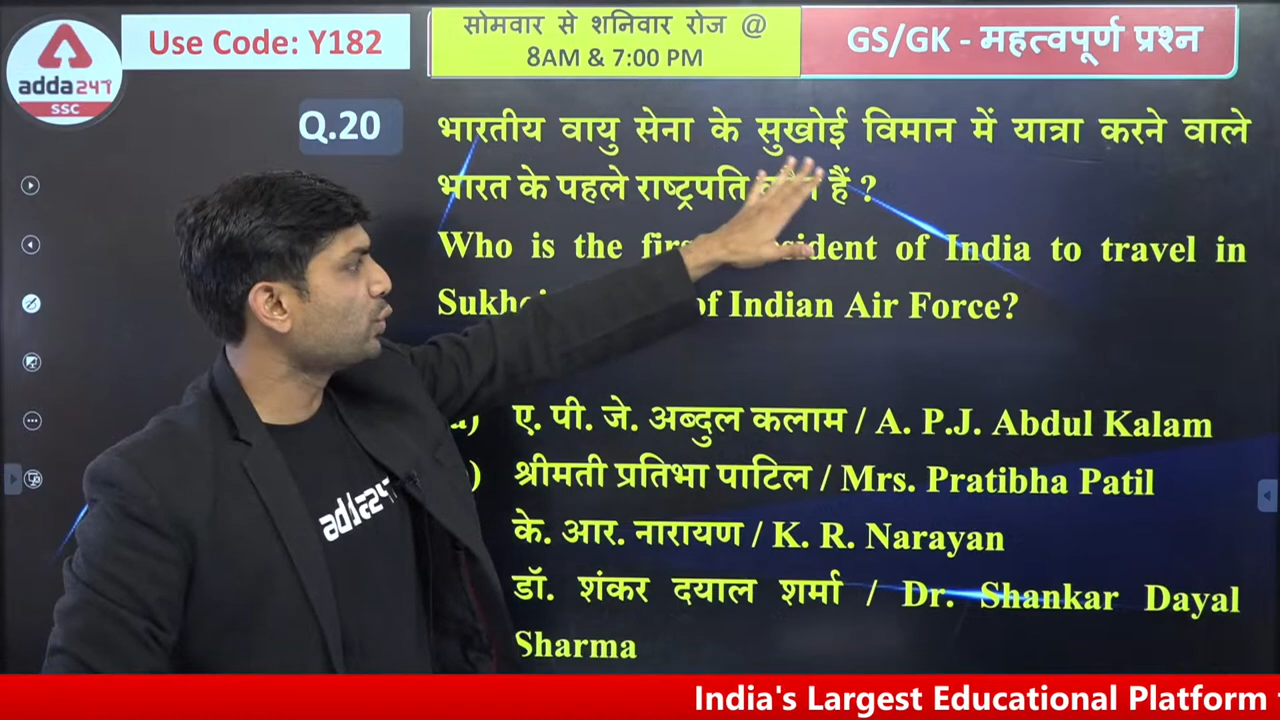 adda247
SSC
Use Code: Y182
सोमवार से शनिवार रोज @
8AM & 7:00 PM
GS/GK - महत्वपूर्ण प्रश्न
Q.20
भारतीय वायु सेना के सुखोई विमान में यात्रा करने वाले
भारत के पहले राष्ट्रपति हैं ?
Who is the of India to travel in
of Indian Air Force?
ए. पी. जे. अब्दुल कलाम / A. P.J. Abdul Kalam
श्रीमती प्रतिभा पाटिल / Mrs. Pratibha Patil
के. आर. नारायण / K. R. Narayan
डॉ. शंकर दयाल शर्मा / Dr. Shankar Dayal
Sharma
adda247
India's Largest Educational Platform